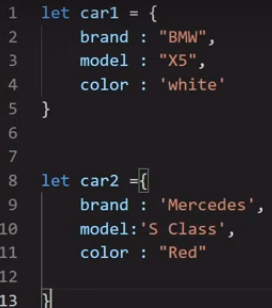 1 let car1 = {
2 brand : "BMW",
3 model : "X5",
4 color : 'white'
5 }
6
7
8 let car2 ={
9 brand : 'Mercedes',
10 model:'S Class',
11 color : "Red"
12
13 }